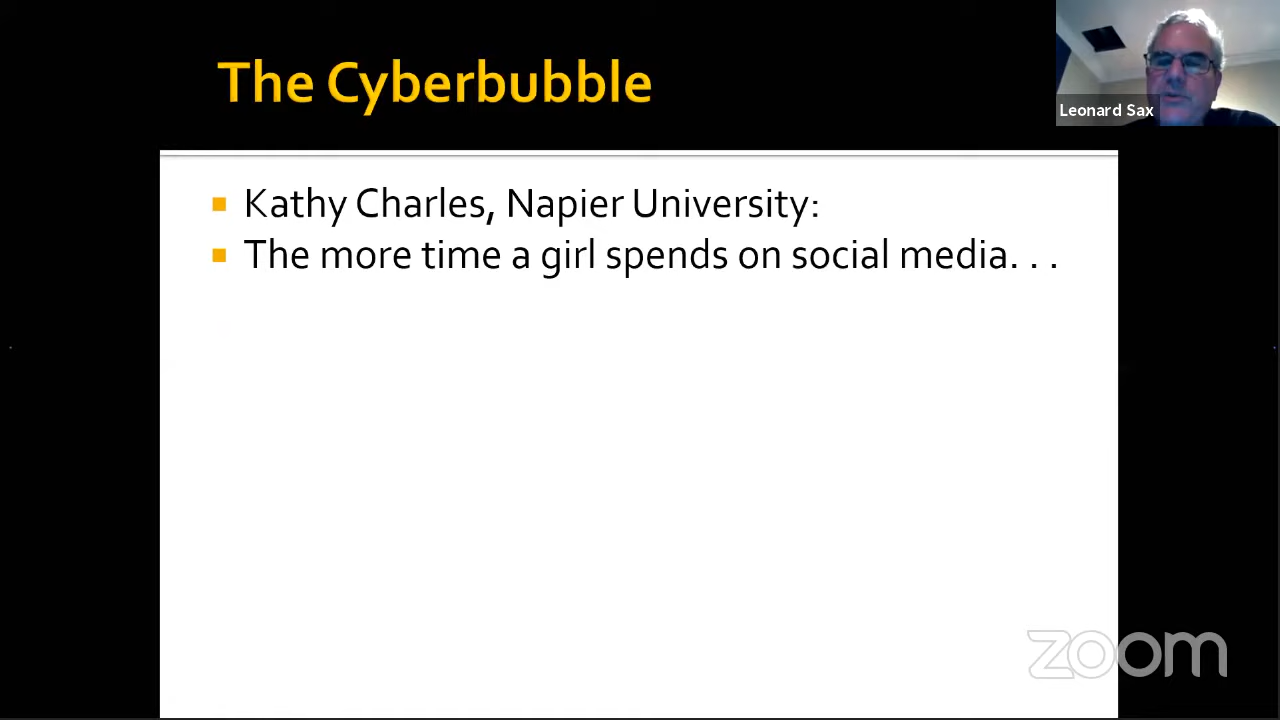 The Cyberbubble
Leonard Sax
Kathy Charles, Napier University:
The more time a girl spends on social media. . .
zoom